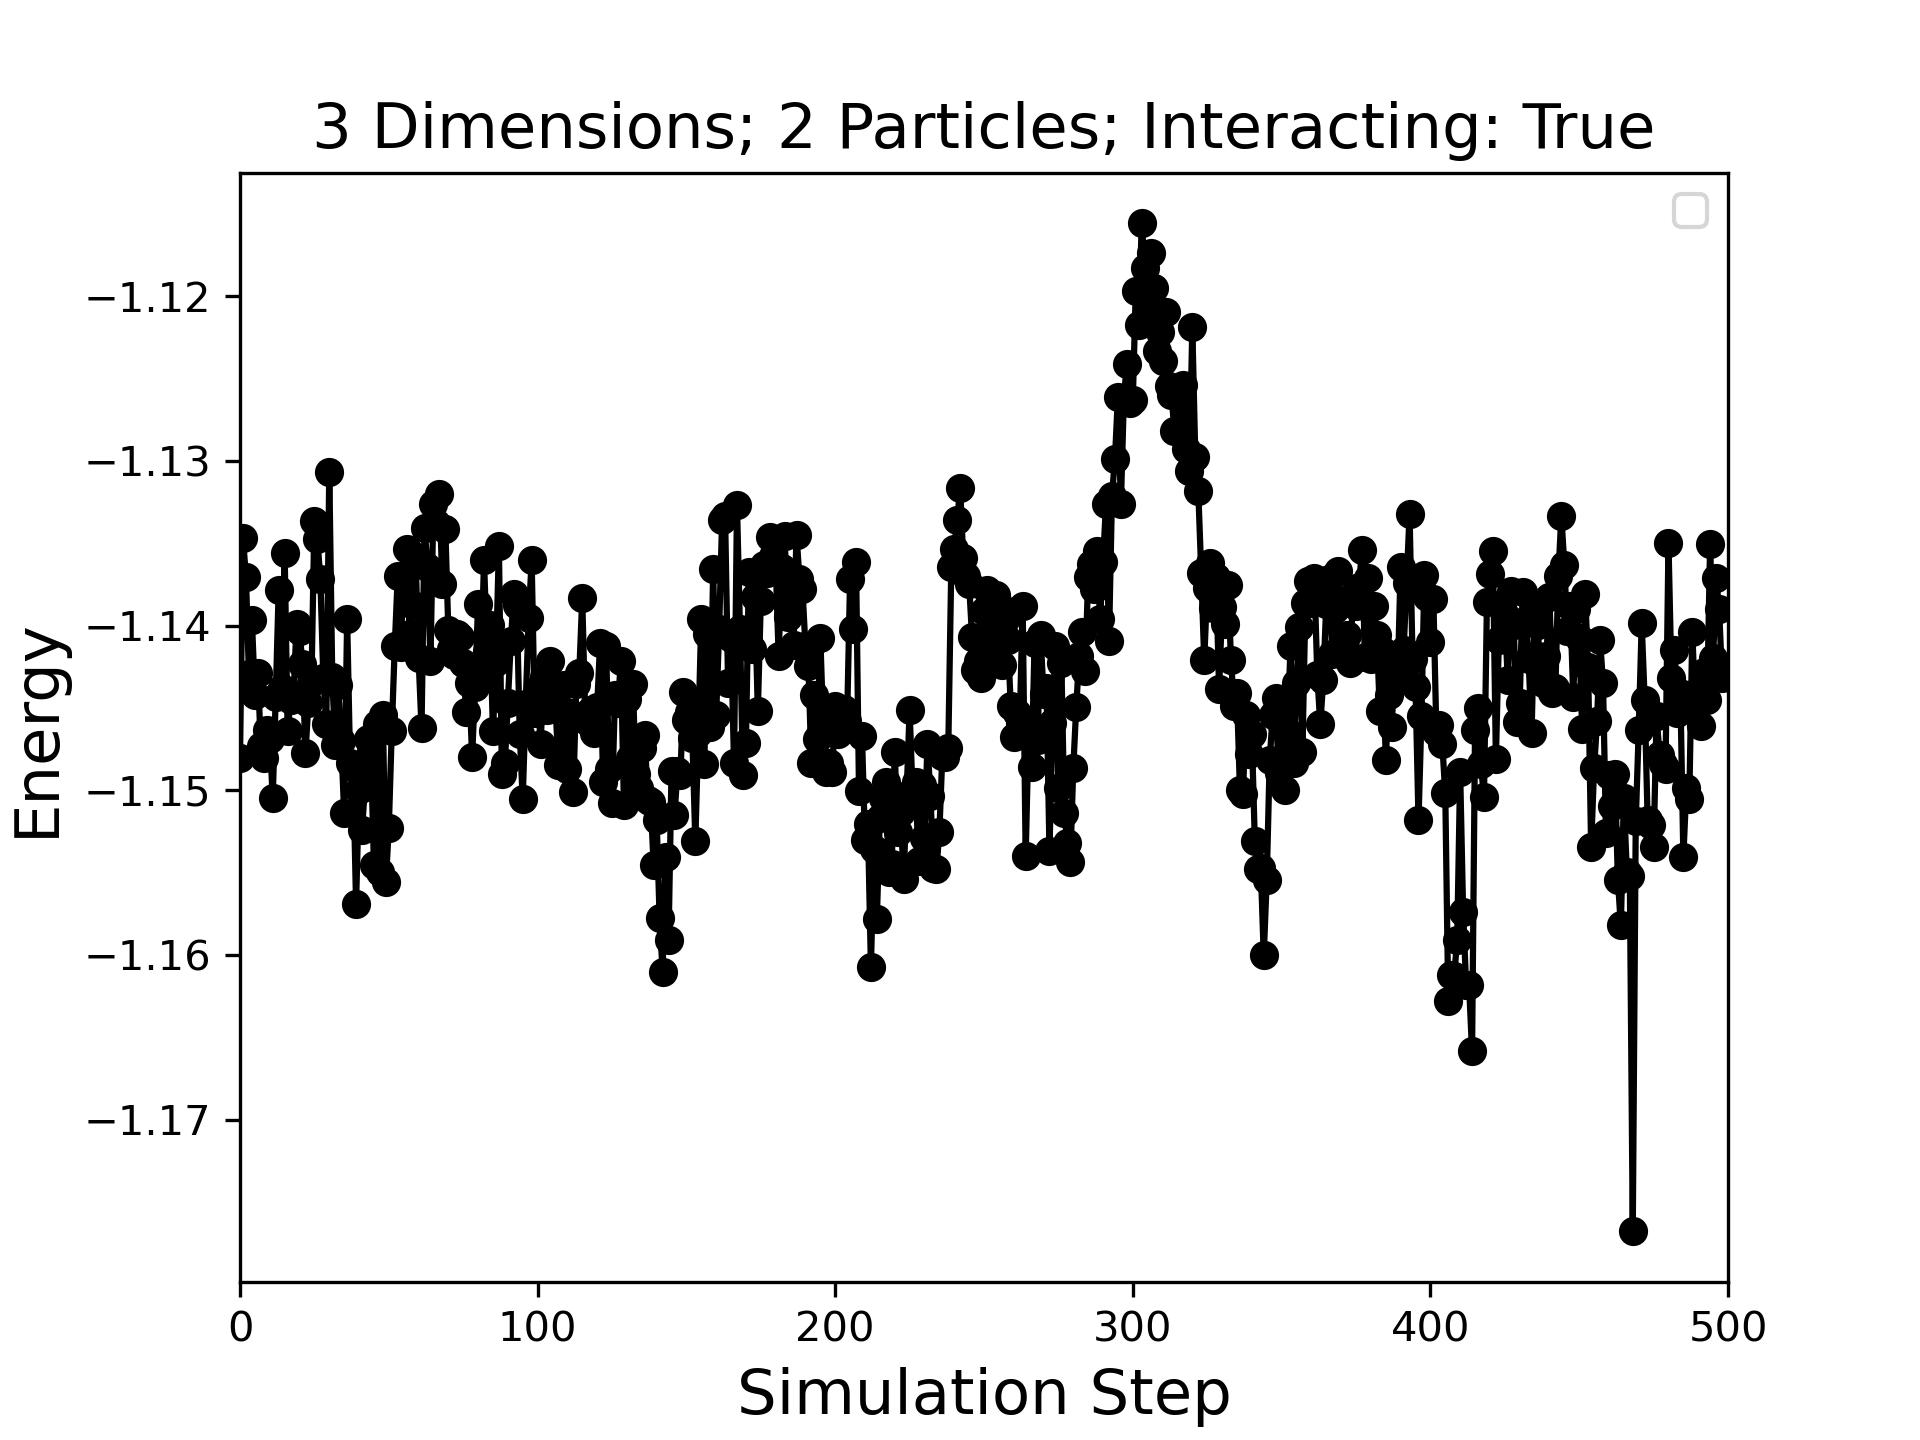 3 Dimensions; 2 Particles; Interacting: True
Energy
−1.12
−1.13
−1.14
−1.15
−1.16
−1.17
0 100 200 300 400 500
Simulation Step